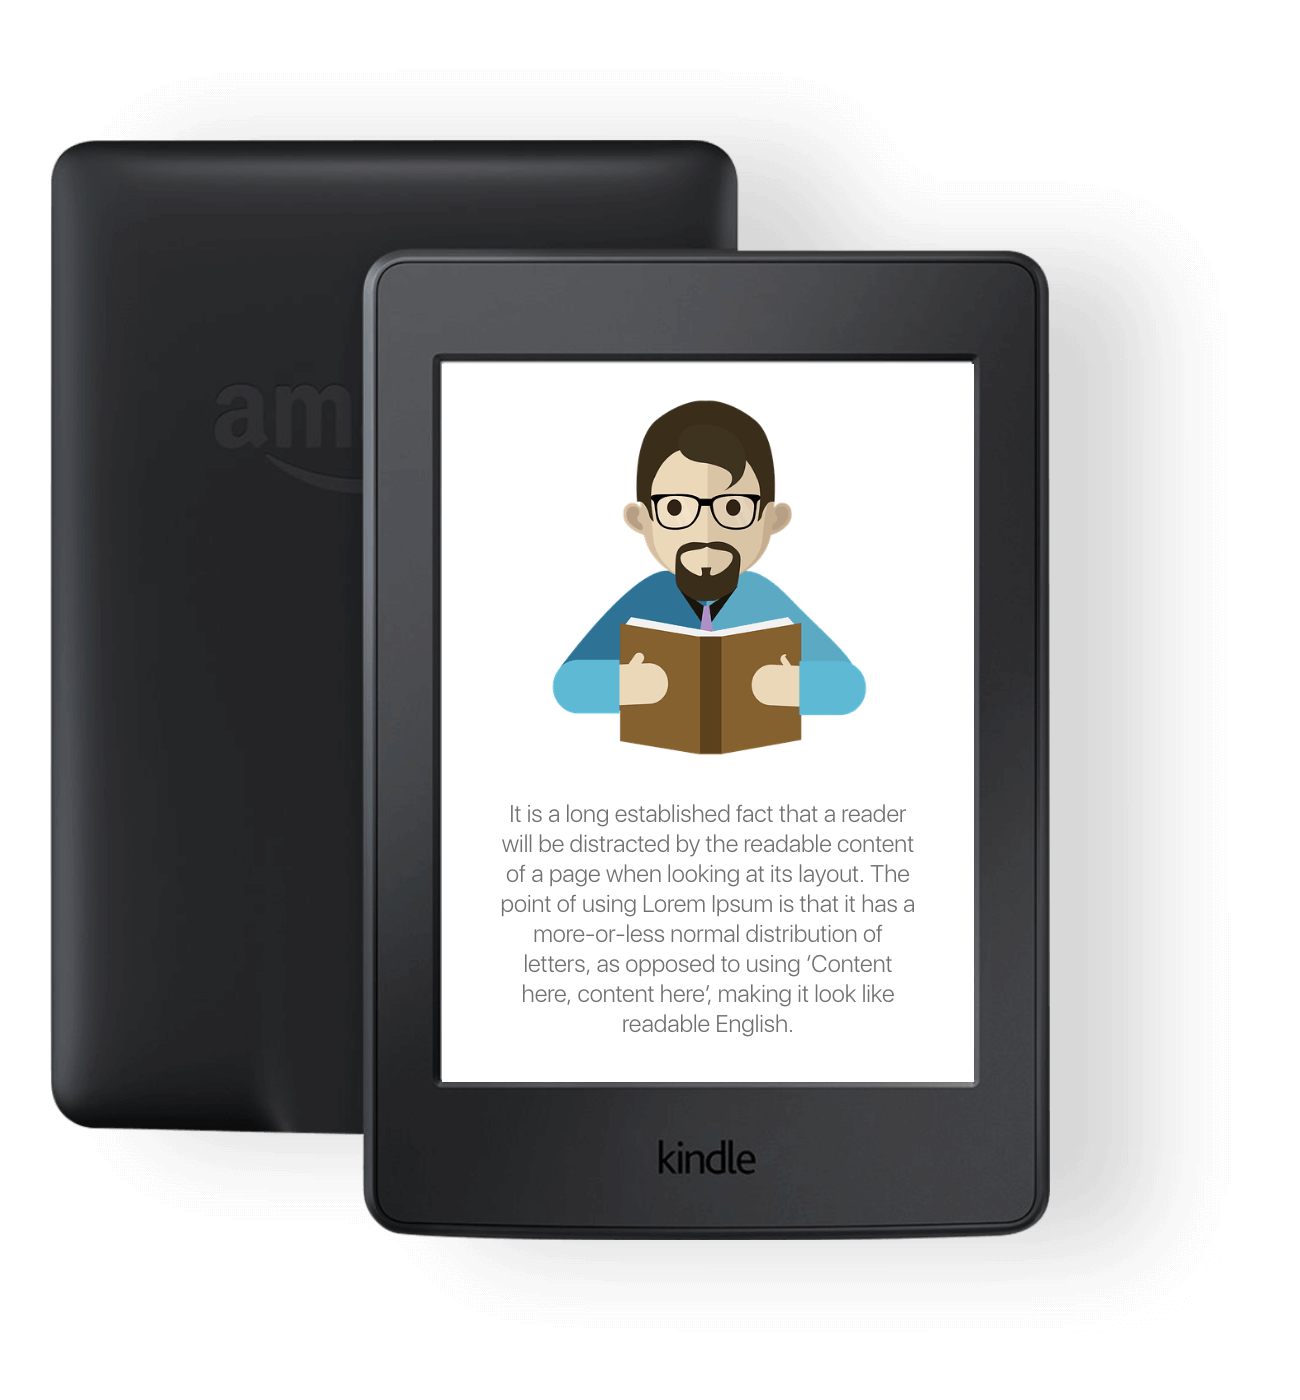 am
It is a long established fact that a reader
will be distracted by the readable content
of a page when looking at its layout. The
point of using Lorem Ipsum is that it has a
more-or-less normal distribution of
letters, as opposed to using ‘Content
here, content here’, making it look like
readable English.
kindle